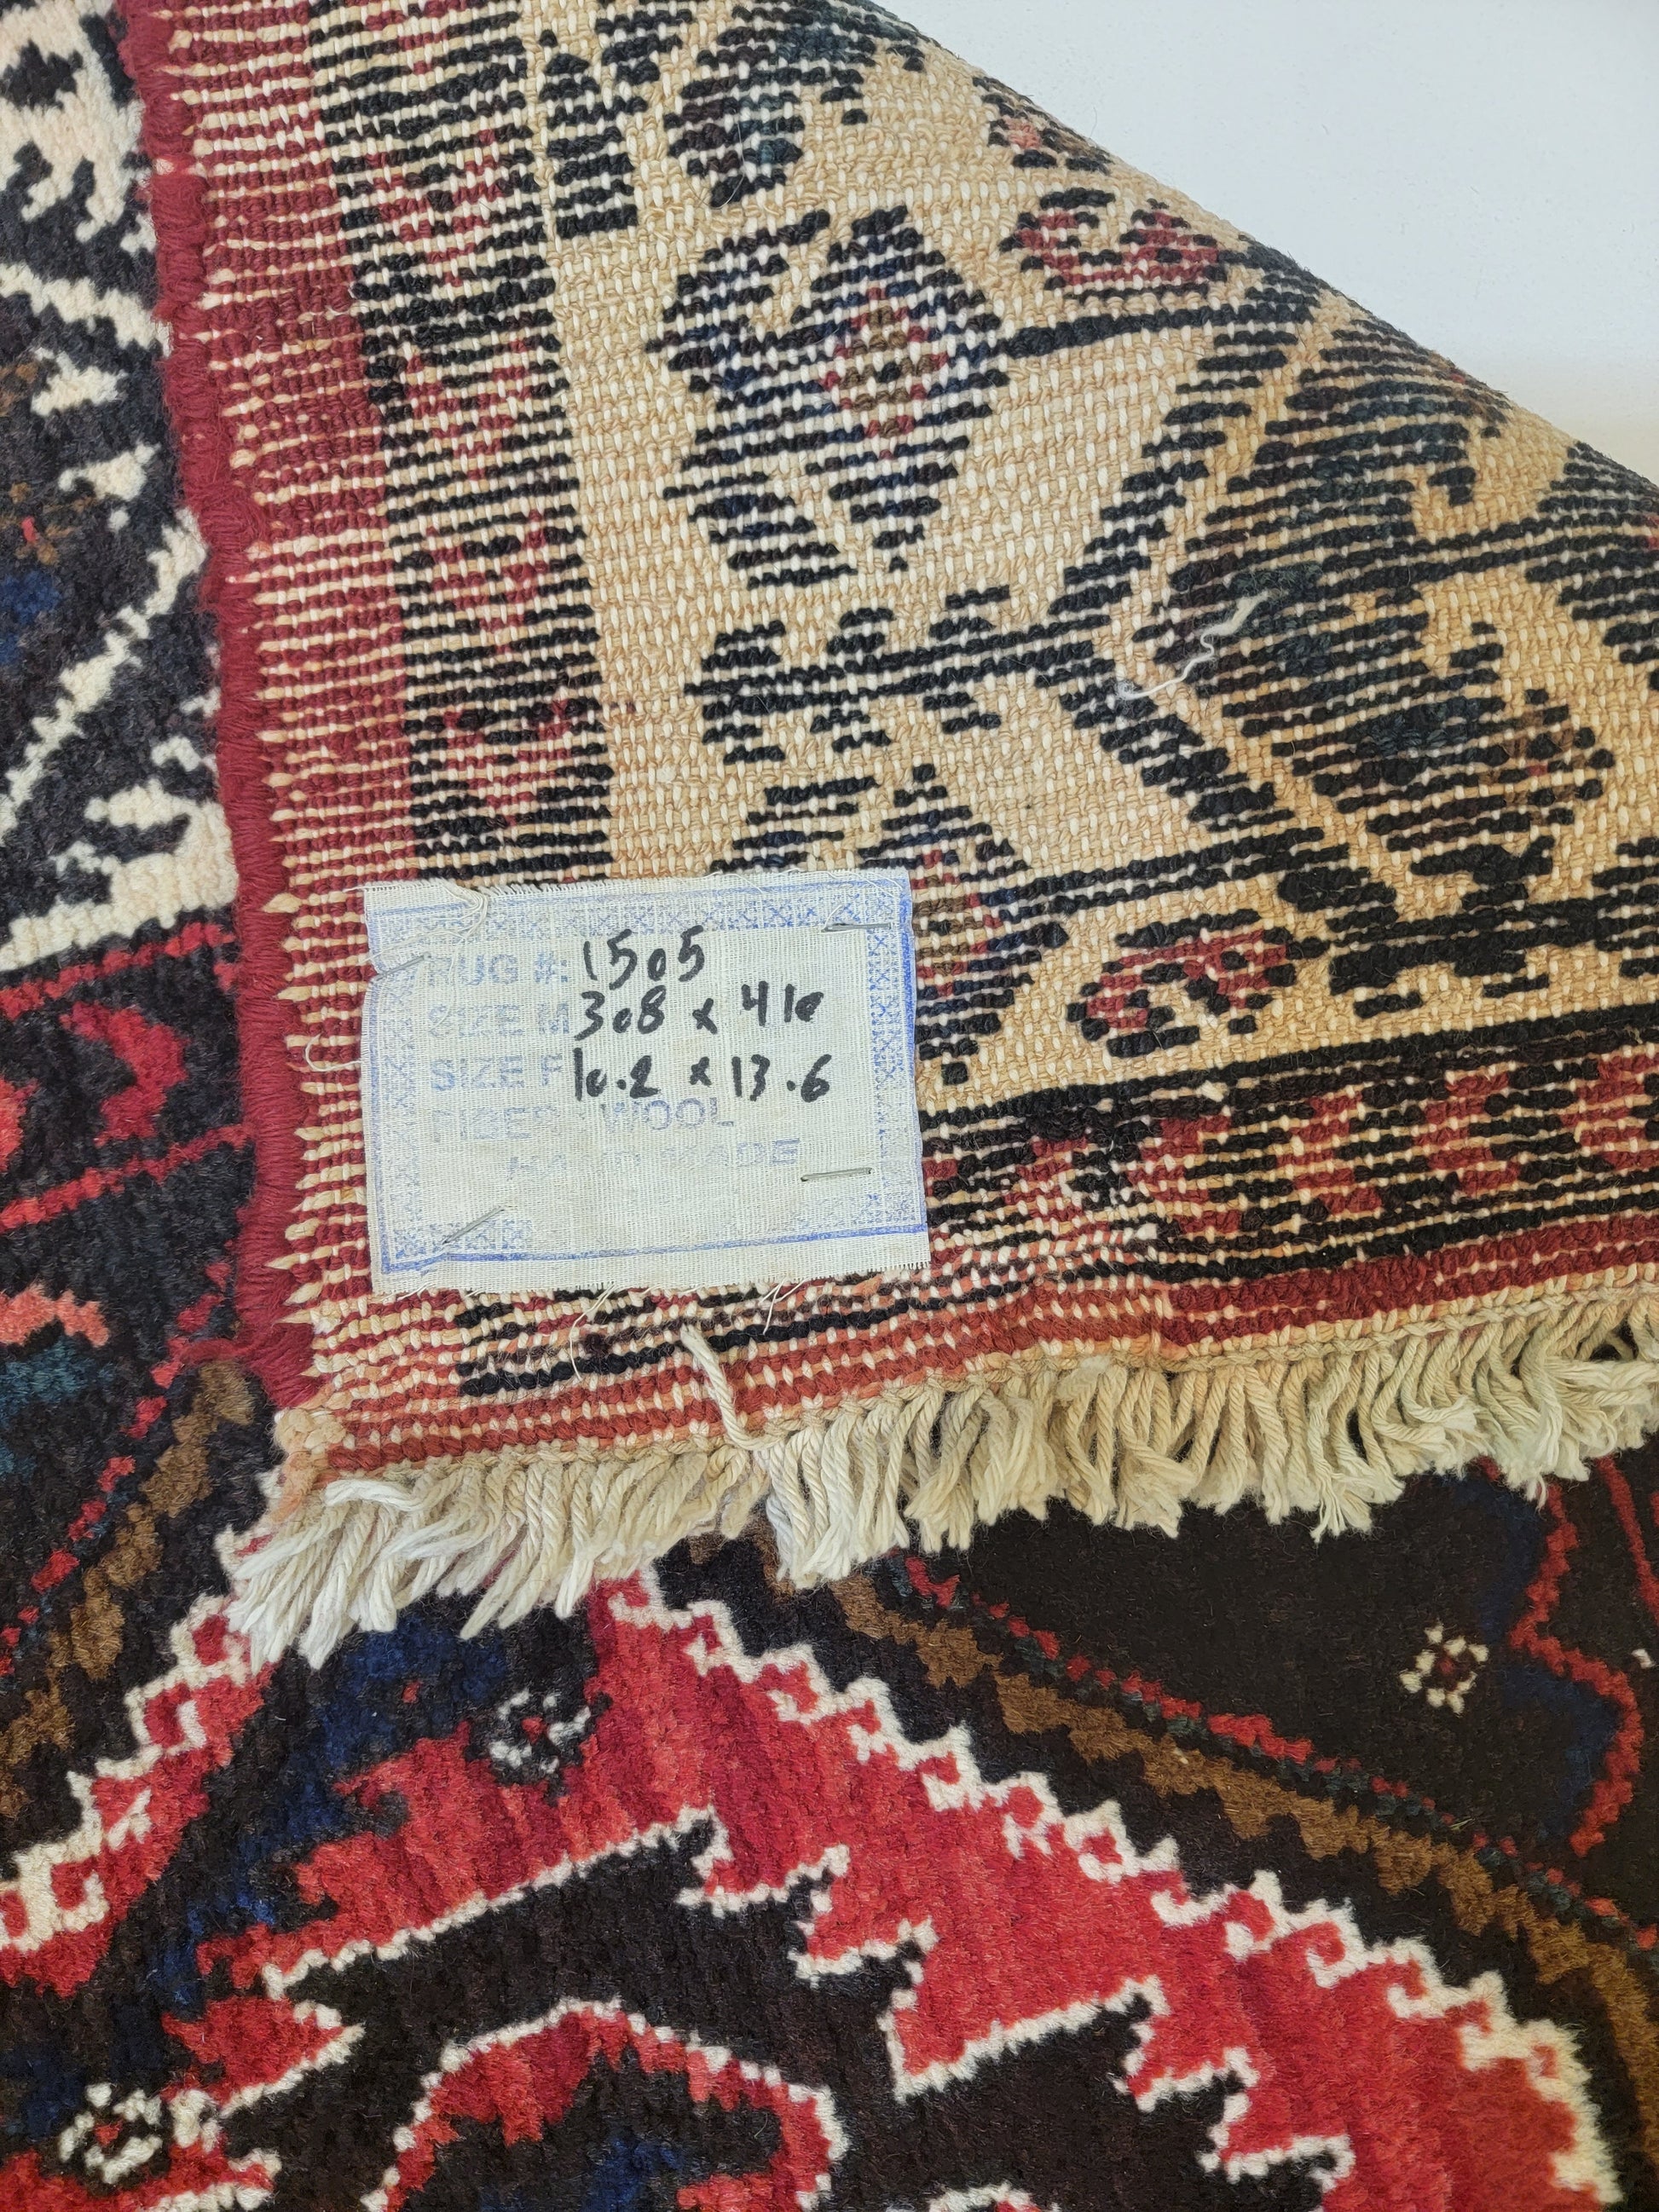 RUG #: 1505
SIZE M 308 x 410
SIZE F 10.2 x 13.6
FIBER: WOOL
HAND MADE